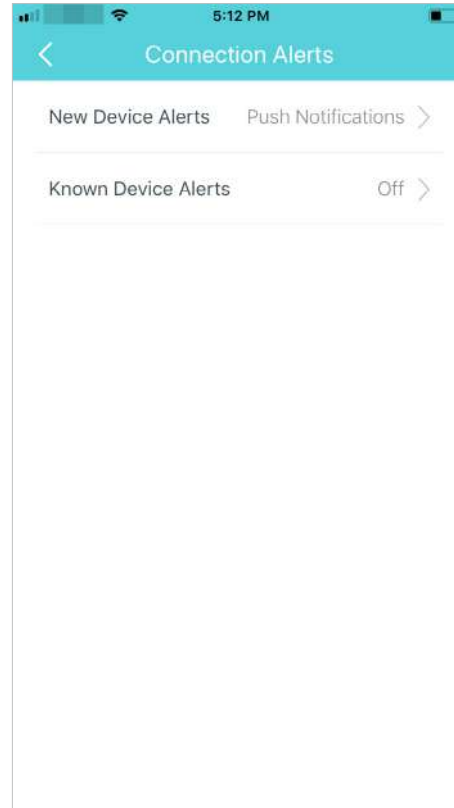 5:12 PM
Connection Alerts
New Device Alerts Push Notifications
Known Device Alerts Off